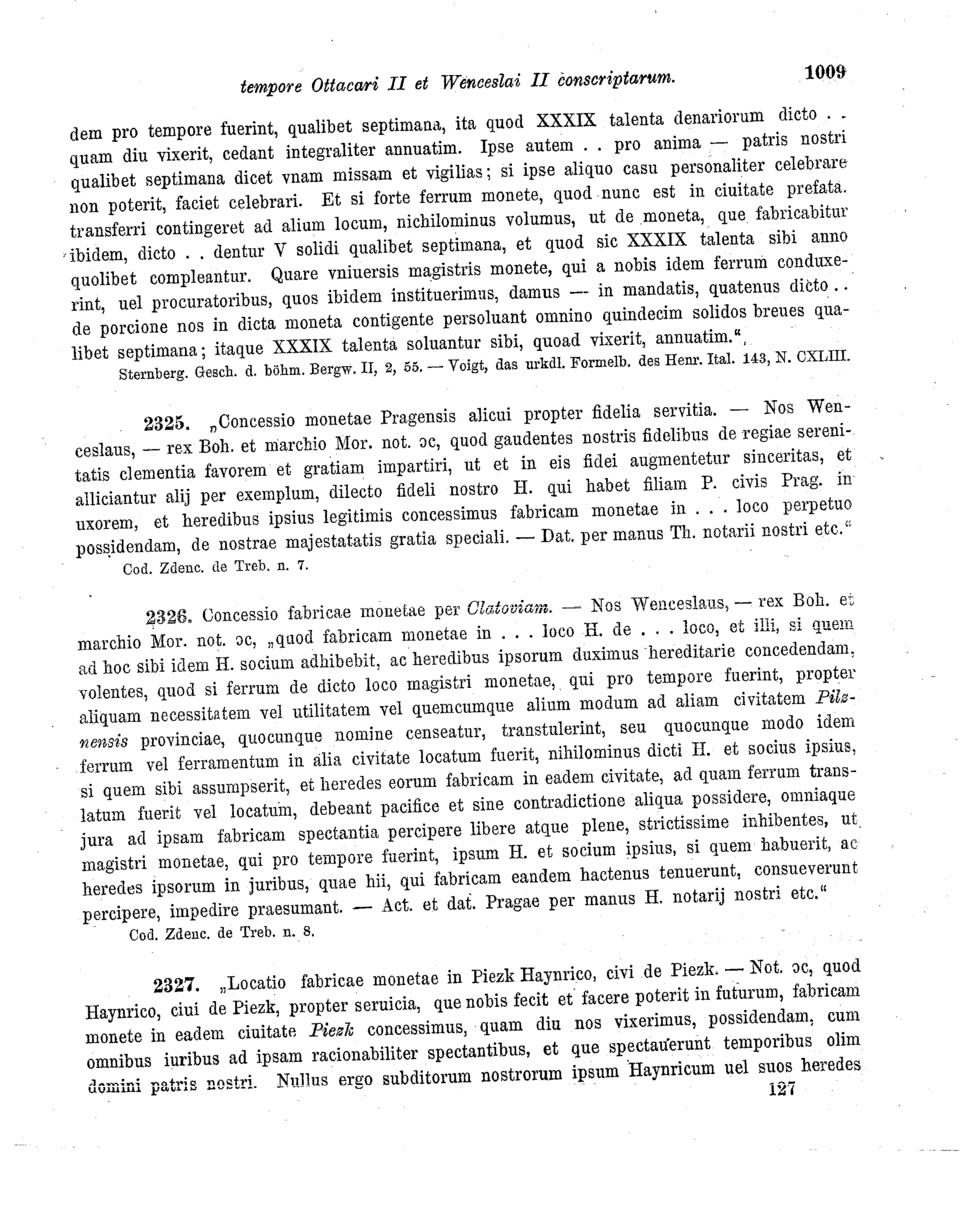 tempore Ottacari II et Wenceslai II conscriptarum. 1009
dem pro tempore fuerint, qualibet septimana, ita quod XXXIX talenta denariorum dicto . .
quam diu vixerit, cedant integraliter annuatim. Ipse autem . . pro anima — patris nostri
qualibet septimana dicet vnam missam et vigilias; si ipse aliquo casu personaliter celebrare
non poterit, faciet celebrari. Et si forte ferrum monete, quod nunc est in ciuitate prefata.
transferri contingeret ad alium locum, nichilominus volumus, ut de moneta, que fabricabitur
ibidem, dicto . . dentur V solidi qualibet septimana, et quod sic XXXIX talenta sibi anno
quolibet compleantur. Quare vniuersis magistris monete, qui a nobis idem ferrum conduxe-
rint, uel procuratoribus, quos ibidem instituerimus, damus — in mandatis, quatenus dicto . .
de porcione nos in dicta moneta contigente persoluant omnino quindecim solidos breues qua-
libet septimana; itaque XXXIX talenta soluantur sibi, quoad vixerit, annuatim.“
Sternberg. Gesch. d. böhm. Bergw. II, 2, 55. — Voigt, das urkdl. Formelb. des Henr. Ital. 143, N. CXLIII.
2325. „Concessio monetae Pragensis alicui propter fidelia servitia. — Nos Wen-
ceslaus, — rex Boh. et marchio Mor. not. ↄc, quod gaudentes nostris fidelibus de regiae sereni-
tatis clementia favorem et gratiam impartiri, ut et in eis fidei augmentetur sinceritas, et
alliciantur alij per exemplum, dilecto fideli nostro H. qui habet filiam P. civis Prag. in
uxorem, et heredibus ipsius legitimis concessimus fabricam monetae in . . . loco perpetuo
possidendam, de nostrae majestatatis gratia speciali. — Dat. per manus Th. notarii nostri etc.“
Cod. Zdenc. de Treb. n. 7.
2326. Concessio fabricae monetae per Clatoviam. — Nos Wenceslaus, — rex Boh. et
marchio Mor. not. ↄc, „quod fabricam monetae in . . . loco H. de . . . loco, et illi, si quem
ad hoc sibi idem H. socium adhibebit, ac heredibus ipsorum duximus hereditarie concedendam,
volentes, quod si ferrum de dicto loco magistri monetae, qui pro tempore fuerint, propter
aliquam necessitatem vel utilitatem vel quemcumque alium modum ad aliam civitatem Pilz-
nensis provinciae, quocunque nomine censeatur, transtulerint, seu quocunque modo idem
ferrum vel ferramentum in alia civitate locatum fuerit, nihilominus dicti H. et socius ipsius,
si quem sibi assumpserit, et heredes eorum fabricam in eadem civitate, ad quam ferrum trans-
latum fuerit vel locatum, debeant pacifice et sine contradictione aliqua possidere, omniaque
jura ad ipsam fabricam spectantia percipere libere atque plene, strictissime inhibentes, ut
magistri monetae, qui pro tempore fuerint, ipsum H. et socium ipsius, si quem habuerit, ac
heredes ipsorum in juribus, quae hii, qui fabricam eandem hactenus tenuerunt, consueverunt
percipere, impedire praesumant. — Act. et dat. Pragae per manus H. notarij nostri etc.“
Cod. Zdenc. de Treb. n. 8.
2327. „Locatio fabricae monetae in Piezk Haynrico, civi de Piezk. — Not. ↄc, quod
Haynrico, ciui de Piezk, propter seruicia, que nobis fecit et facere poterit in futurum, fabricam
monete in eadem ciuitate Piezk concessimus, quam diu nos vixerimus, possidendam, cum
omnibus iuribus ad ipsam racionabiliter spectantibus, et que spectauerunt temporibus olim
domini patris nostri. Nullus ergo subditorum nostrorum ipsum Haynricum uel suos heredes
127